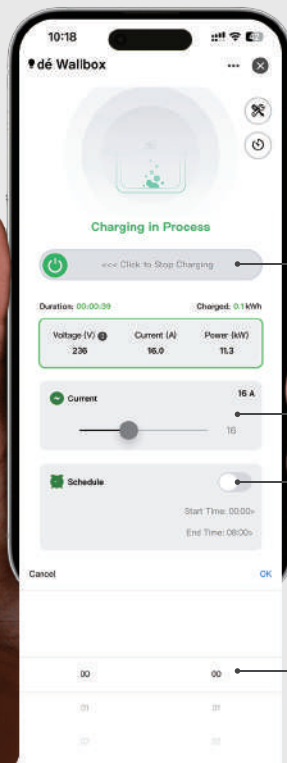 10:18
dé Wallbox
Charging in Process
<<< Click to Stop Charging
Duration: 00:00:39 Charged: 0.1 kWh
Voltage (V) Current (A) Power (kW)
236 16.0 11.3
Current 16 A
16
Schedule
Start Time: 00:00>
End Time: 08:00>
Cancel OK
00 00
01 01
02 02